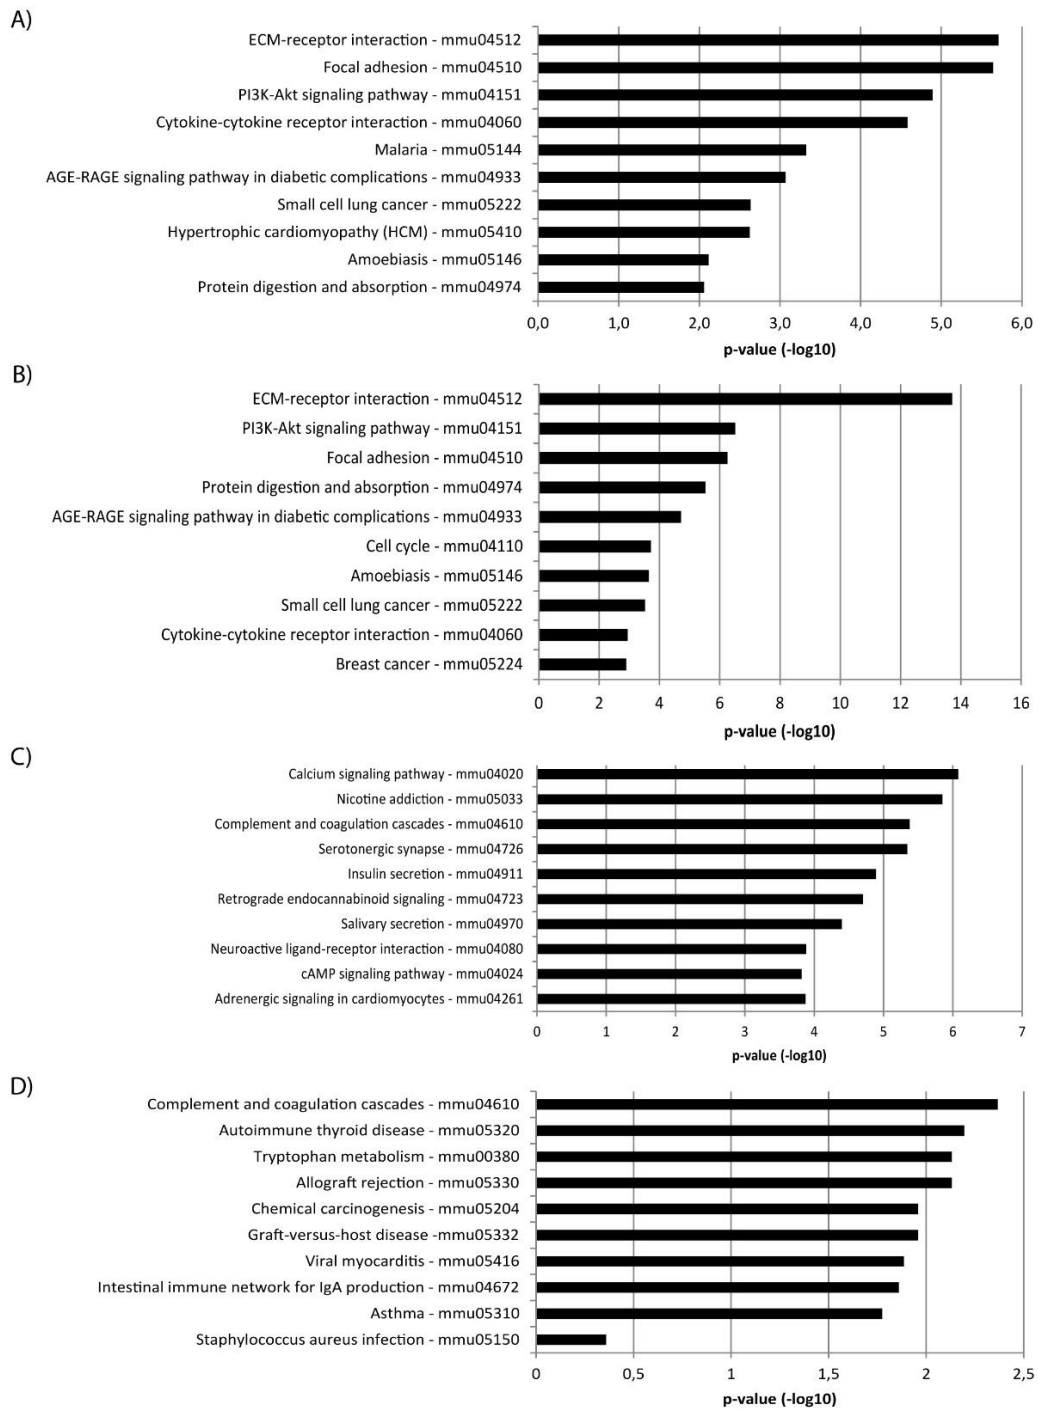 A)
ECM-receptor interaction - mmu04512
Focal adhesion - mmu04510
PI3K-Akt signaling pathway - mmu04151
Cytokine-cytokine receptor interaction - mmu04060
Malaria - mmu05144
AGE-RAGE signaling pathway in diabetic complications - mmu04933
Small cell lung cancer - mmu05222
Hypertrophic cardiomyopathy (HCM) - mmu05410
Amoebiasis - mmu05146
Protein digestion and absorption - mmu04974
0,0 1,0 2,0 3,0 4,0 5,0 6,0
p-value (-log10)
B)
ECM-receptor interaction - mmu04512
PI3K-Akt signaling pathway - mmu04151
Focal adhesion - mmu04510
Protein digestion and absorption - mmu04974
AGE-RAGE signaling pathway in diabetic complications - mmu04933
Cell cycle - mmu04110
Amoebiasis - mmu05146
Small cell lung cancer - mmu05222
Cytokine-cytokine receptor interaction - mmu04060
Breast cancer - mmu05224
0 2 4 6 8 10 12 14 16
p-value (-log10)
C)
Calcium signaling pathway - mmu04020
Nicotine addiction - mmu05033
Complement and coagulation cascades - mmu04610
Serotonergic synapse - mmu04726
Insulin secretion - mmu04911
Retrograde endocannabinoid signaling - mmu04723
Salivary secretion - mmu04970
Neuroactive ligand-receptor interaction - mmu04080
cAMP signaling pathway - mmu04024
Adrenergic signaling in cardiomyocytes - mmu04261
0 1 2 3 4 5 6 7
p-value (-log10)
D)
Complement and coagulation cascades - mmu04610
Autoimmune thyroid disease - mmu05320
Tryptophan metabolism - mmu00380
Allograft rejection - mmu05330
Chemical carcinogenesis - mmu05204
Graft-versus-host disease -mmu05332
Viral myocarditis - mmu05416
Intestinal immune network for IgA production - mmu04672
Asthma - mmu05310
Staphylococcus aureus infection - mmu05150
0 0,5 1 1,5 2 2,5
p-value (-log10)